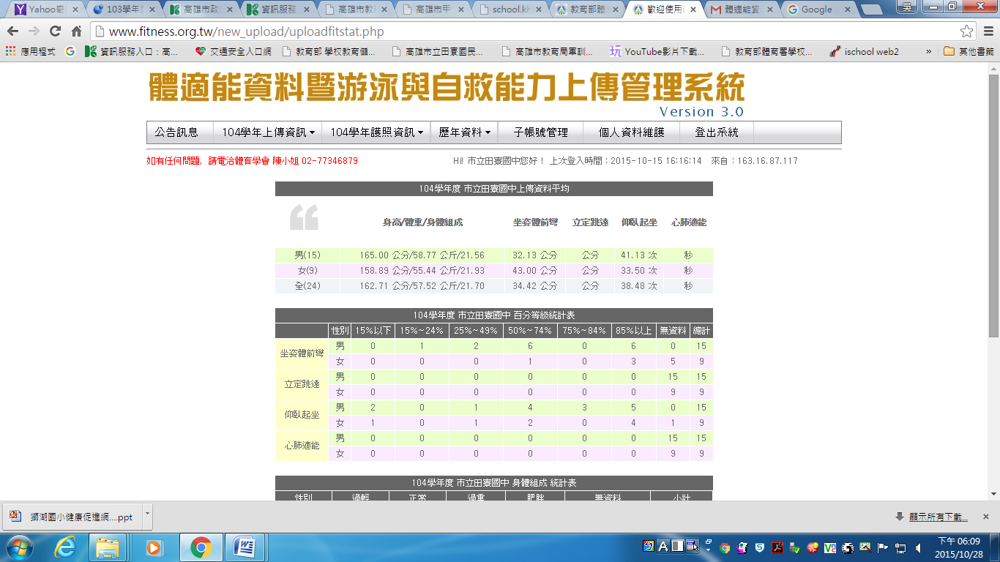 Yahoo奇 103學年度 高雄市政 資訊服務 高雄市教 高雄市甲 school.kh 教育部體 歡迎使用 體適能資 Google 吳
www.fitness.org.tw/new_upload/uploadfitstat.php
應用程式 資訊服務入口：高... 交通安全入口網 教育部 學校教育儲... 高雄市立田寮國民... 高雄市教育局軍訓... YouTube影片下載... 教育部體育署學校... ischool web2 » 其他書籤
體適能資料暨游泳與自救能力上傳管理系統
Version 3.0
公告訊息 104學年上傳資訊 104學年護照資訊 歷年資料 子帳號管理 個人資料維護 登出系統
如有任何問題, 請電洽體育學會 陳小姐 02-77346879 Hi! 市立田寮國中您好！ 上次登入時間：2015-10-15 16:16:14 來自：163.16.87.117
104學年度 市立田寮國中上傳資料平均
身高/體重/身體組成 坐姿體前彎 立定跳遠 仰臥起坐 心肺適能
男(15) 165.00 公分/58.77 公斤/21.56 32.13 公分 公分 41.13 次 秒
女(9) 158.89 公分/55.44 公斤/21.93 43.00 公分 公分 33.50 次 秒
全(24) 162.71 公分/57.52 公斤/21.70 34.42 公分 公分 38.48 次 秒
104學年度 市立田寮國中 百分等級統計表
性別 15%以下 15%~24% 25%~49% 50%~74% 75%~84% 85%以上 無資料 總計
坐姿體前彎 男 0 1 2 6 0 6 0 15
女 0 0 0 1 0 3 5 9
立定跳遠 男 0 0 0 0 0 0 15 15
女 0 0 0 0 0 0 9 9
仰臥起坐 男 2 0 1 4 3 5 0 15
女 1 0 1 2 0 4 1 9
心肺適能 男 0 0 0 0 0 0 15 15
女 0 0 0 0 0 0 9 9
104學年度 市立田寮國中 身體組成 統計表
性別 過輕 正常 過重 肥胖 無資料 小計
獅湖國小健康促進網....ppt 顯示所有下載...
下午 06:09
2015/10/28